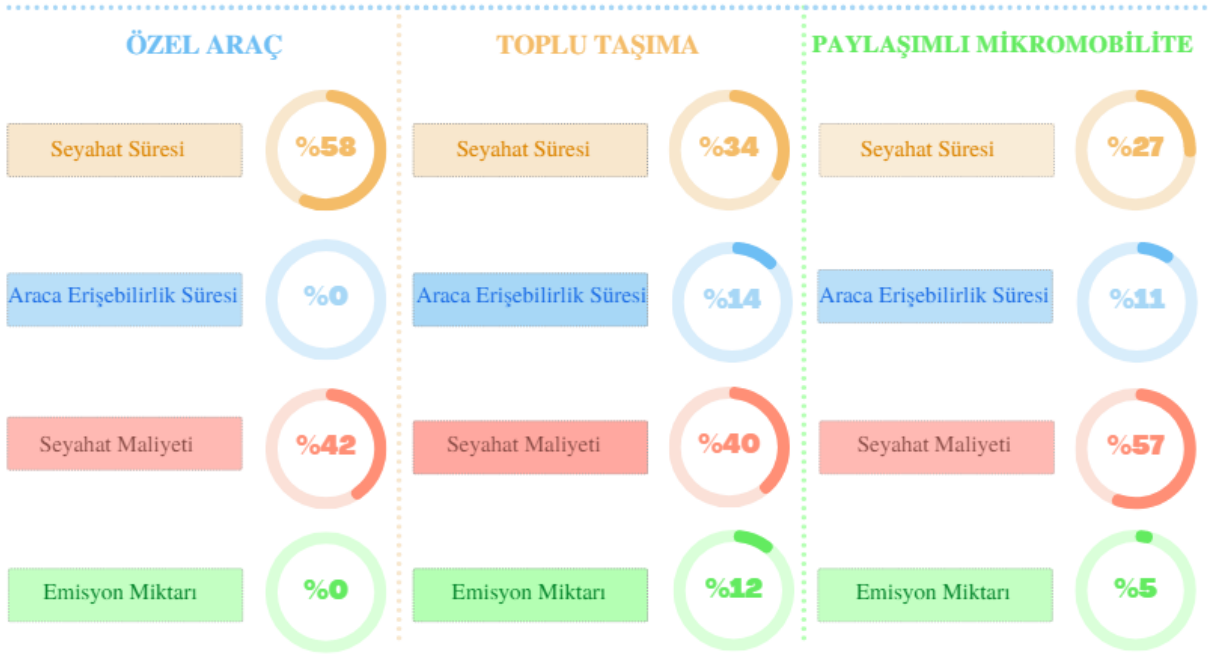 ÖZEL ARAÇ
Seyahat Süresi
%58
Araca Erişebilirlik Süresi
%0
Seyahat Maliyeti
%42
Emisyon Miktarı
%0
TOPLU TAŞIMA
Seyahat Süresi
%34
Araca Erişebilirlik Süresi
%14
Seyahat Maliyeti
%40
Emisyon Miktarı
%12
PAYLAŞIMLI MİKROMOBİLİTE
Seyahat Süresi
%27
Araca Erişebilirlik Süresi
%11
Seyahat Maliyeti
%57
Emisyon Miktarı
%5